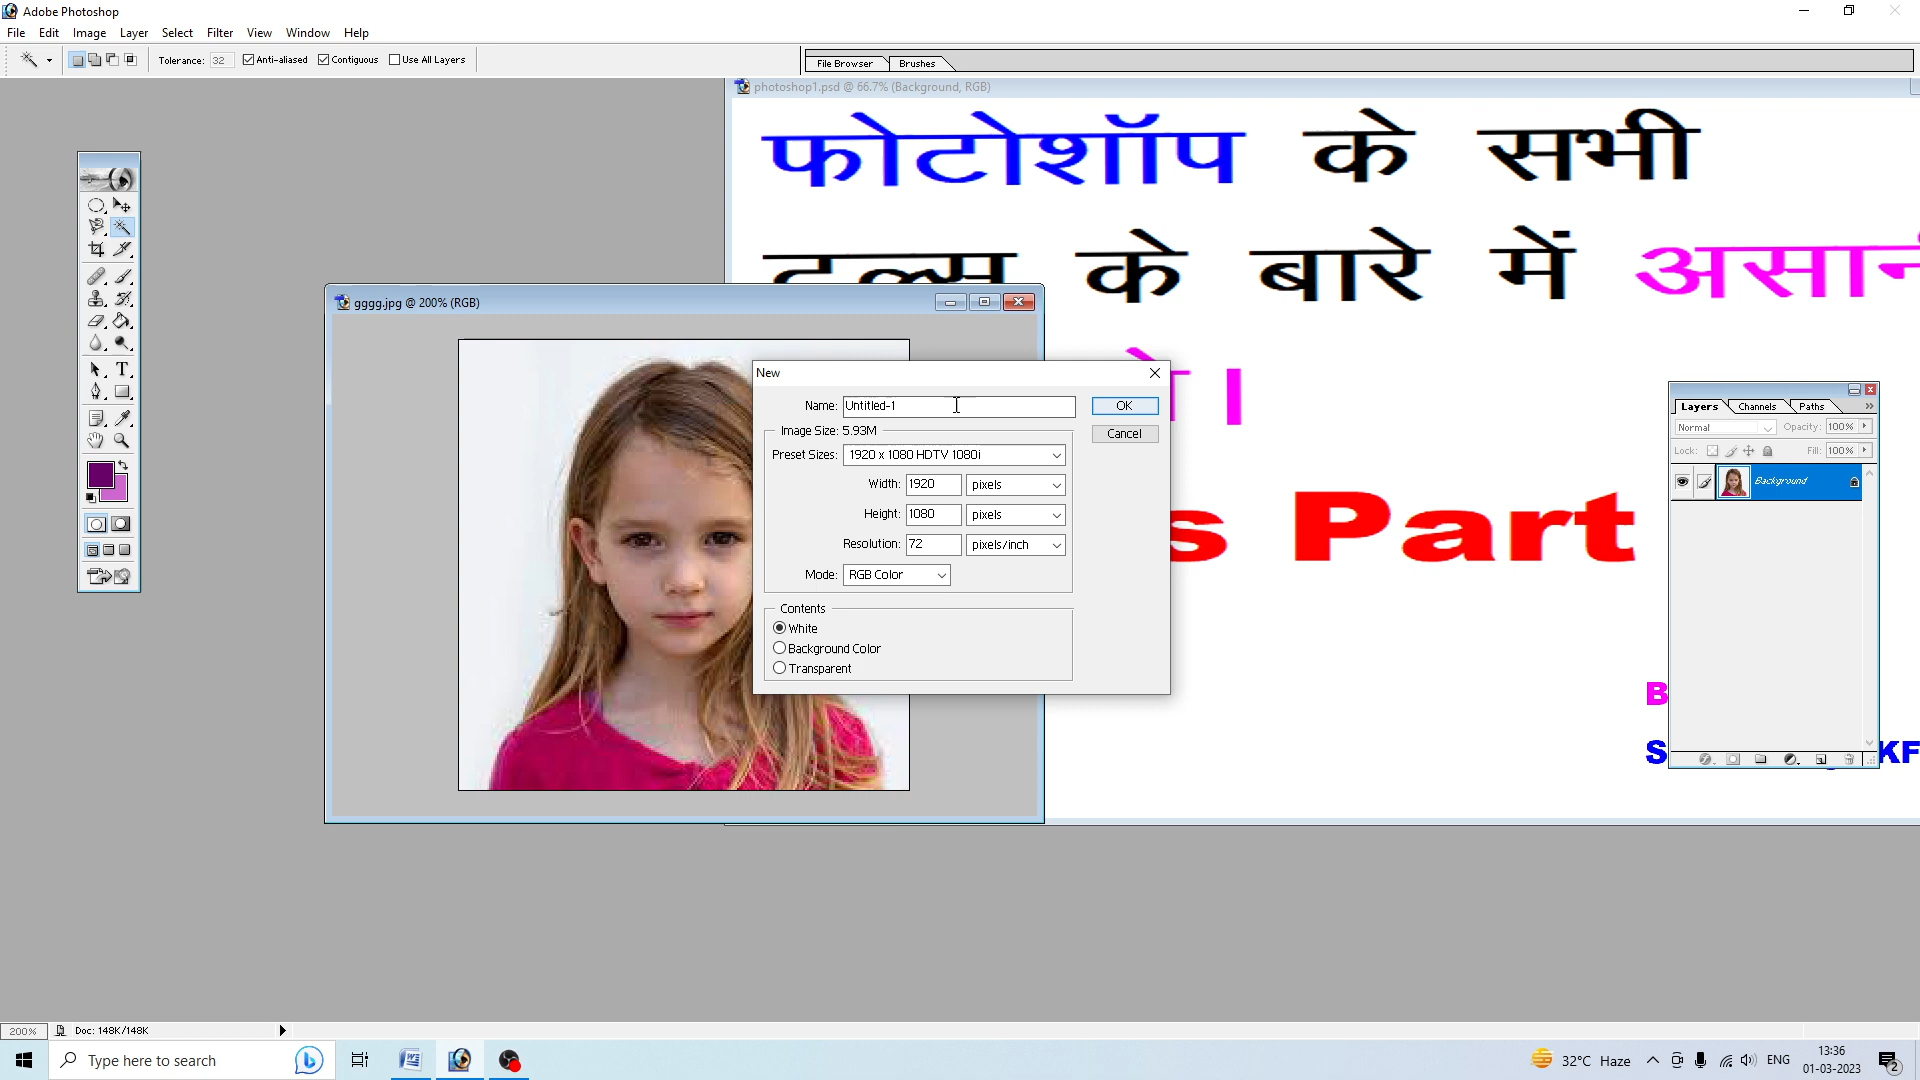 Adobe Photoshop
File Edit Image Layer Select Filter View Window Help
Tolerance: 32 Anti-aliased Contiguous Use All Layers
File Browser Brushes
photoshop1.psd @ 66.7% (Background, RGB)
फोटोशॉप के सभी
के बारे में
s Part
gggg.jpg @ 200% (RGB)
New
Name: Untitled-1
OK
Image Size: 5.93M
Cancel
Preset Sizes: 1920 x 1080 HDTV 1080i
Width: 1920 pixels
Height: 1080 pixels
Resolution: 72 pixels/inch
Mode: RGB Color
Contents
White
Background Color
Transparent
Layers Channels Paths
Normal Opacity: 100%
Lock: Fill: 100%
Background
B
S KF
200% Doc: 148K/148K
Type here to search
32°C Haze ENG
13:36
01-03-2023
2